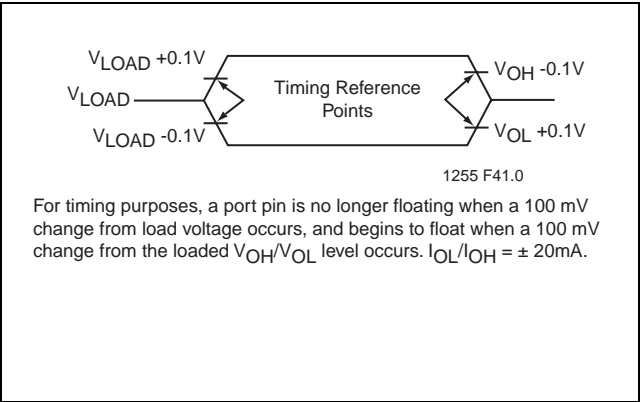 VLOAD +0.1V
VLOAD
VLOAD -0.1V
Timing Reference
Points
VOH -0.1V
VOL +0.1V
1255 F41.0
For timing purposes, a port pin is no longer floating when a 100 mV
change from load voltage occurs, and begins to float when a 100 mV
change from the loaded VOH/VOL level occurs. IOL/IOH = ± 20mA.